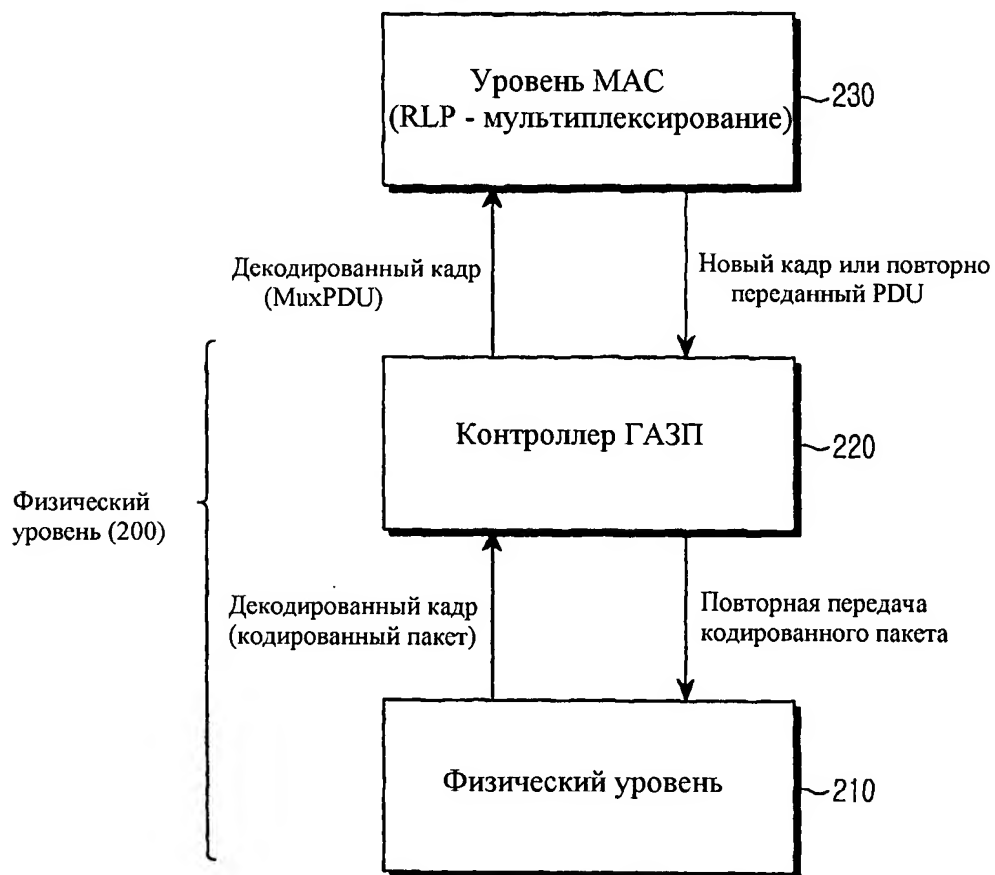 Уровень MAC
(RLP - мультиплексирование)
230
Декодированный кадр
(MuxPDU)
Новый кадр или повторно
переданный PDU
Контроллер ГАЗП
220
Физический
уровень (200)
Декодированный кадр
(кодированный пакет)
Повторная передача
кодированного пакета
Физический уровень
210